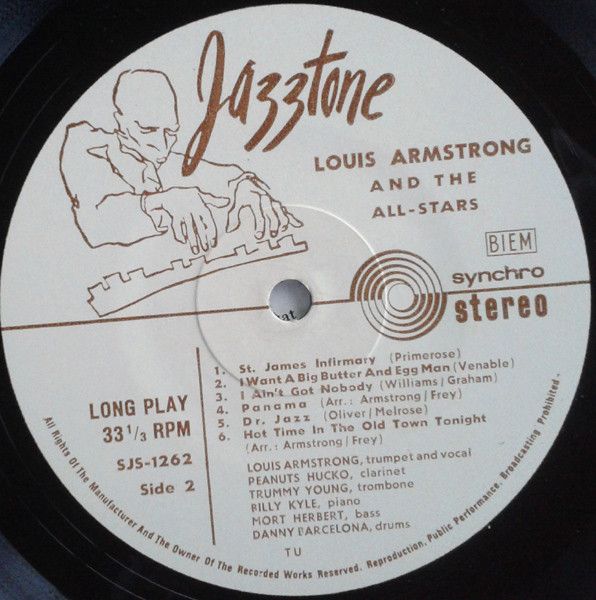 Jazztone
LOUIS ARMSTRONG
AND THE
ALL-STARS
BIEM
synchro
stereo
at
1. St. James Infirmary (Primerose)
2. I Want A Big Butter And Egg Man (Venable)
3. I Ain't Got Nobody (Williams/Graham)
4. Panama (Arr.: Armstrong/Frey)
5. Dr. Jazz (Oliver/Melrose)
6. Hot Time In The Old Town Tonight
(Arr.: Armstrong/Frey)
LONG PLAY
33 1/3 RPM
SJS-1262
Side 2
LOUIS ARMSTRONG, trumpet and vocal
PEANUTS HUCKO, clarinet
TRUMMY YOUNG, trombone
BILLY KYLE, piano
MORT HERBERT, bass
DANNY BARCELONA, drums
TU
All Rights Of The Manufacturer And The Owner Of The Recorded Works Reserved. Reproduction, Public Performance, Broadcasting Prohibited.